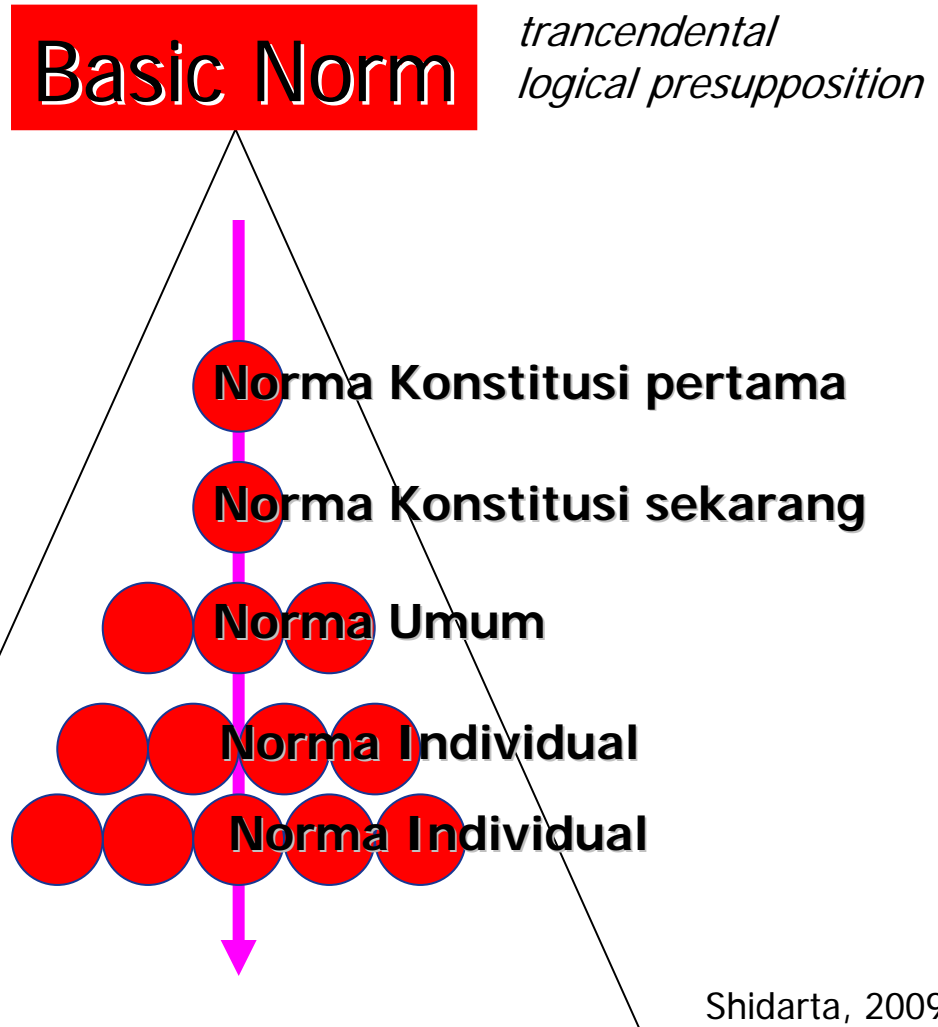 Basic Norm
trancendental
logical presupposition
Norma Konstitusi pertama
Norma Konstitusi sekarang
Norma Umum
Norma Individual
Norma Individual
Shidarta, 2009